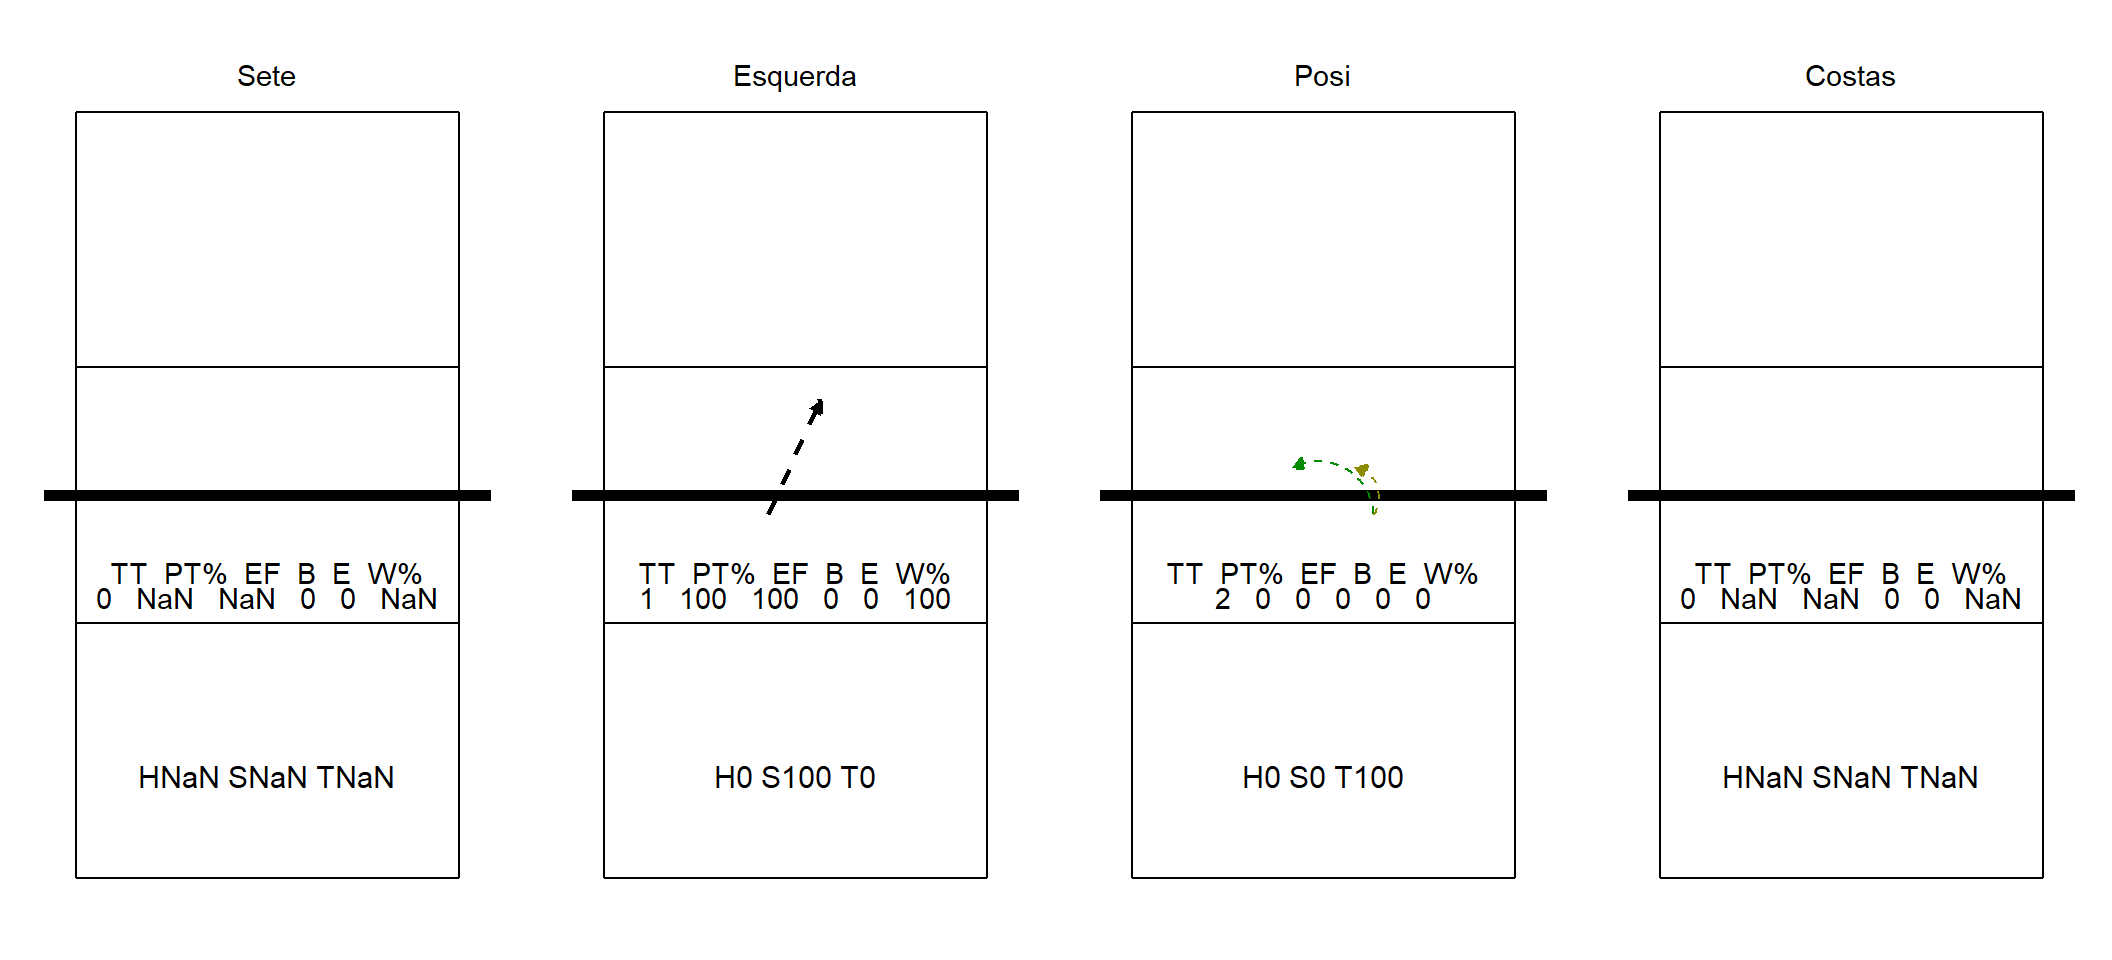 Sete
TT PT% EF B E W%
0 NaN NaN 0 0 NaN
HNaN SNaN TNaN
Esquerda
TT PT% EF B E W%
1 100 100 0 0 100
H0 S100 T0
Posi
TT PT% EF B E W%
2 0 0 0 0 0
H0 S0 T100
Costas
TT PT% EF B E W%
0 NaN NaN 0 0 NaN
HNaN SNaN TNaN